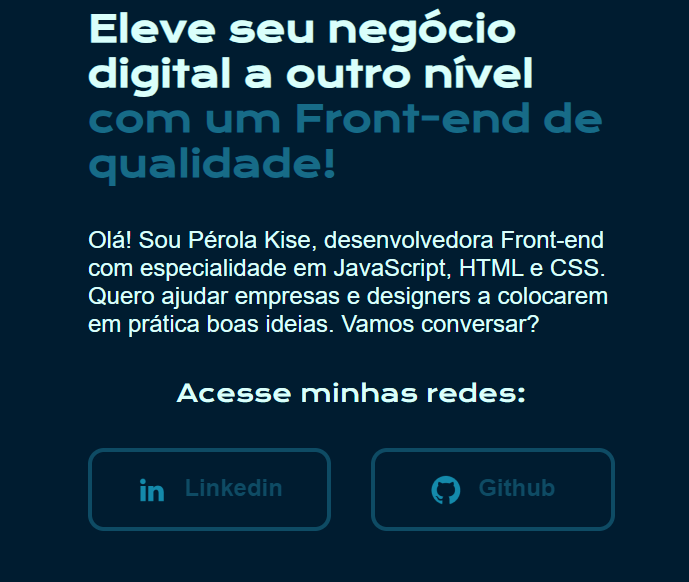 Eleve seu negócio
digital a outro nível
com um Front-end de
qualidade!
Olá! Sou Pérola Kise, desenvolvedora Front-end
com especialidade em JavaScript, HTML e CSS.
Quero ajudar empresas e designers a colocarem
em prática boas ideias. Vamos conversar?
Acesse minhas redes:
Linkedin
Github